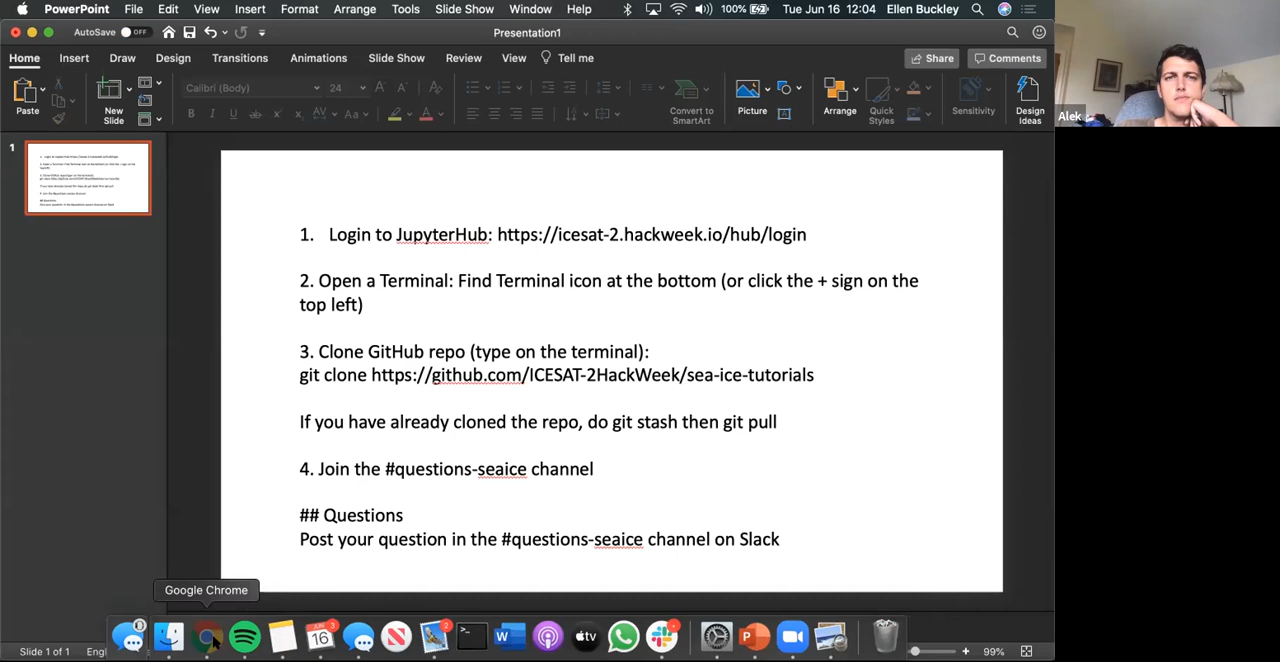 PowerPoint File Edit View Insert Format Arrange Tools Slide Show Window Help 100% Tue Jun 16 12:04 Ellen Buckley
AutoSave OFF Presentation1
Home Insert Draw Design Transitions Animations Slide Show Review View Tell me Share Comments
Calibri (Body) 24
Paste New Slide Convert to SmartArt Picture Arrange Quick Styles Sensitivity Design Ideas
Alek
1
1. Login to JupyterHub: https://icesat-2.hackweek.io/hub/login
2. Open a Terminal: Find Terminal icon at the bottom (or click the + sign on the
top left)
3. Clone GitHub repo (type on the terminal):
git clone https://github.com/ICESAT-2HackWeek/sea-ice-tutorials
If you have already cloned the repo, do git stash then git pull
4. Join the #questions-seaice channel
## Questions
Post your question in the #questions-seaice channel on Slack
Google Chrome
Slide 1 of 1 Engl 99%